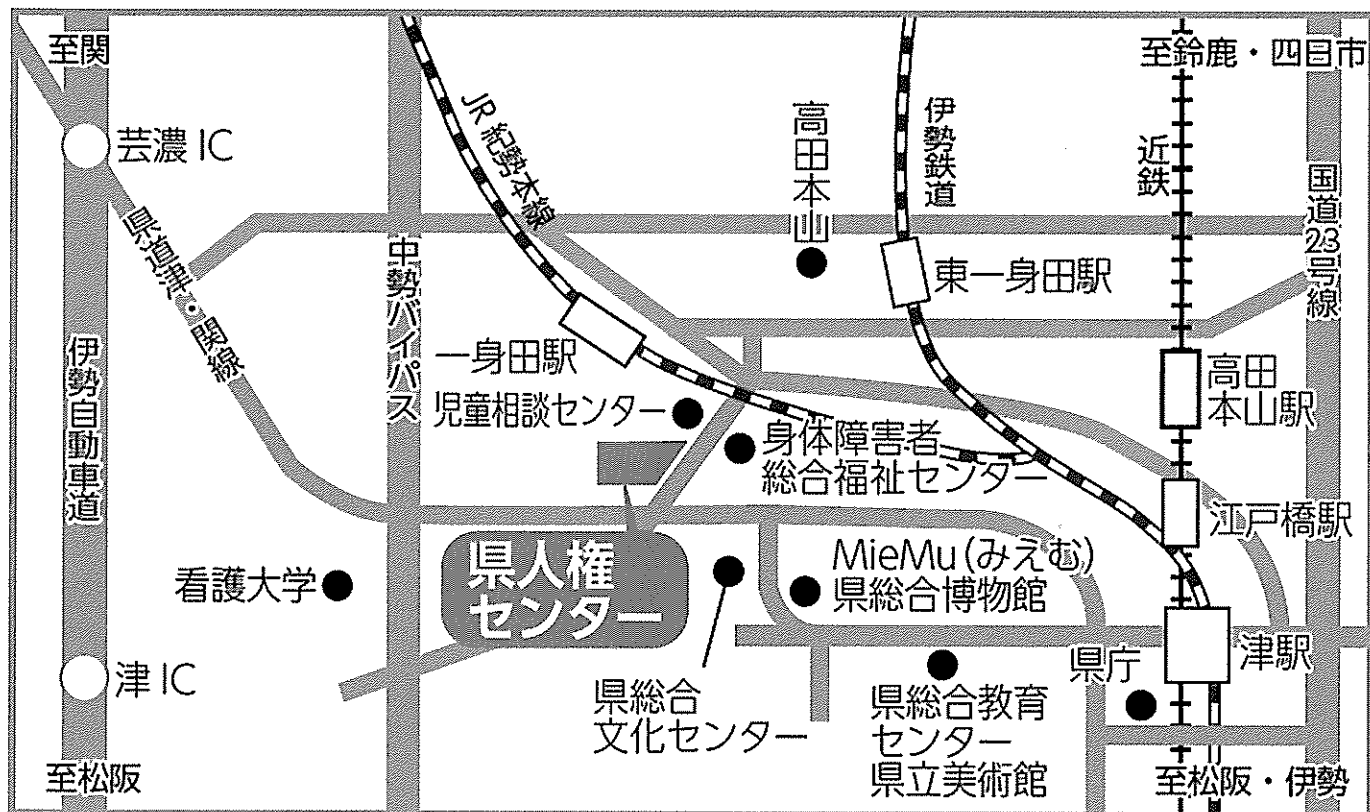 至関
芸濃 IC
県道津・関線
伊勢自動車道
津 IC
至松阪
中勢バイパス
JR 紀勢本線
一身田駅
児童相談センター
看護大学
県人権
センター
高田本山
伊勢鉄道
東一身田駅
身体障害者
総合福祉センター
MieMu(みえむ)
県総合博物館
県総合
文化センター
県総合教育
センター
県立美術館
県庁
至鈴鹿・四日市
近鉄
国道23号線
高田
本山駅
江戸橋駅
津駅
至松阪・伊勢